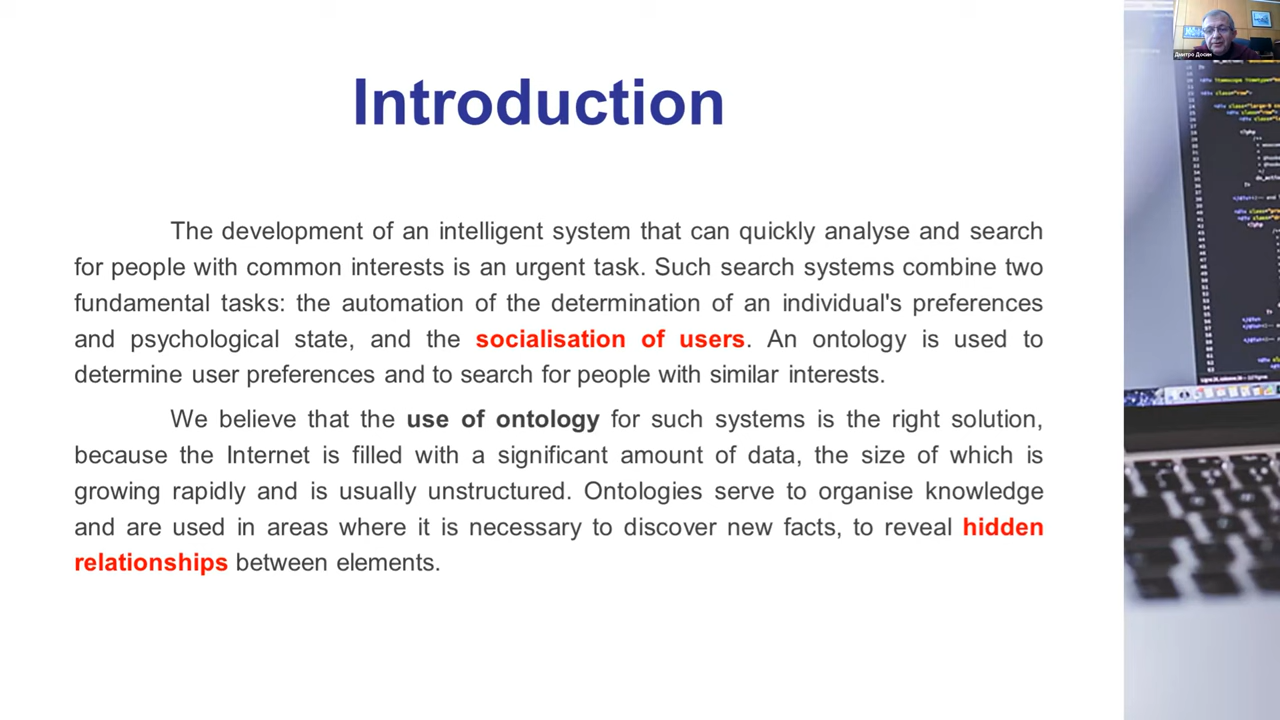 Introduction
The development of an intelligent system that can quickly analyse and search
for people with common interests is an urgent task. Such search systems combine two
fundamental tasks: the automation of the determination of an individual's preferences
and psychological state, and the socialisation of users. An ontology is used to
determine user preferences and to search for people with similar interests.
We believe that the use of ontology for such systems is the right solution,
because the Internet is filled with a significant amount of data, the size of which is
growing rapidly and is usually unstructured. Ontologies serve to organise knowledge
and are used in areas where it is necessary to discover new facts, to reveal hidden
relationships between elements.
Дмитро Досин